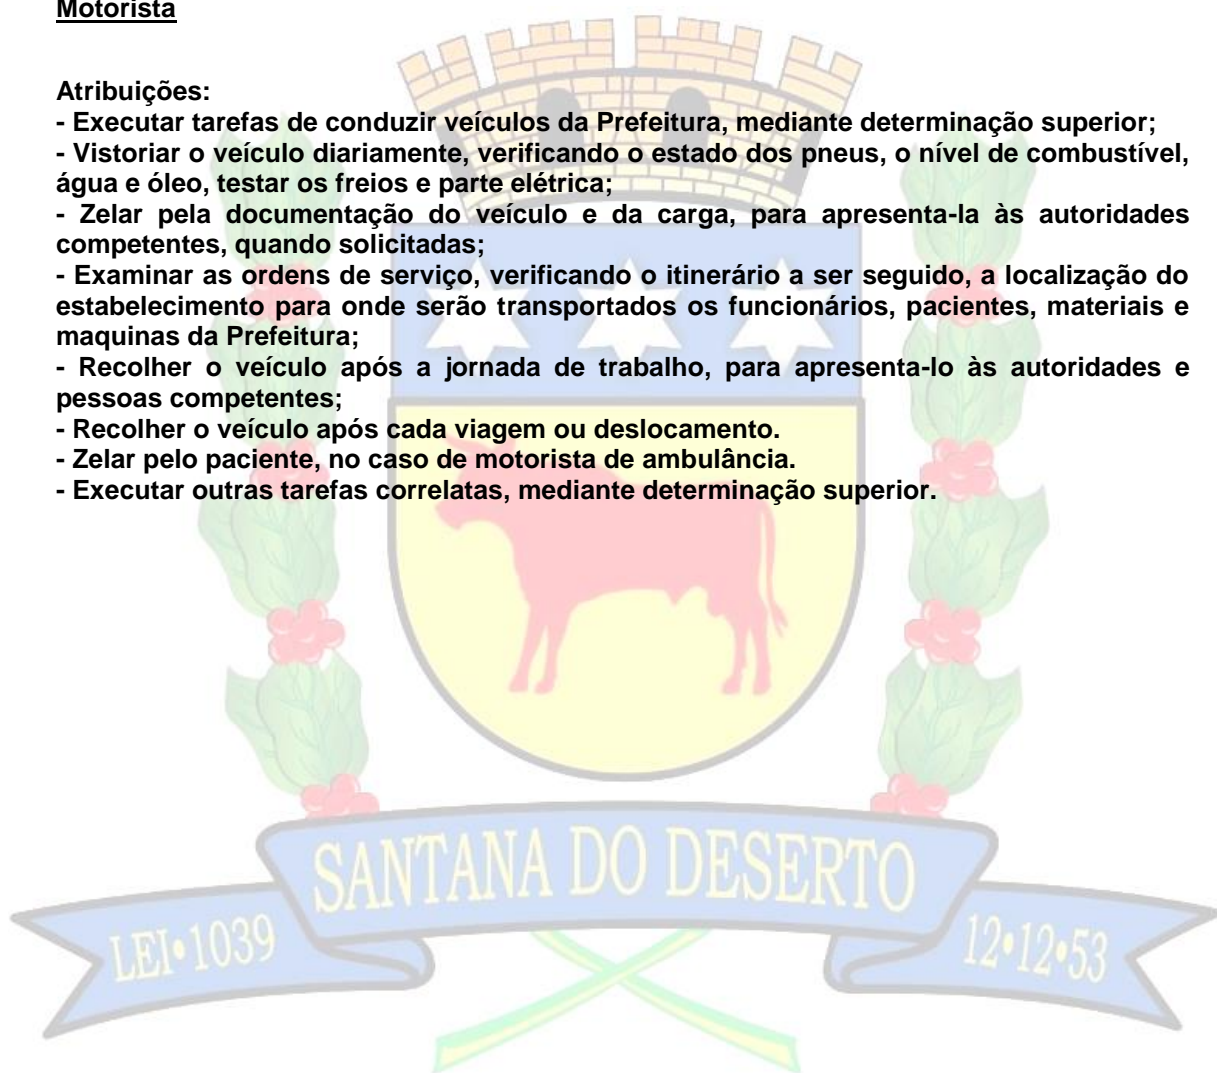 Motorista
Atribuições:
- Executar tarefas de conduzir veículos da Prefeitura, mediante determinação superior;
- Vistoriar o veículo diariamente, verificando o estado dos pneus, o nível de combustível,
água e óleo, testar os freios e parte elétrica;
- Zelar pela documentação do veículo e da carga, para apresenta-la às autoridades
competentes, quando solicitadas;
- Examinar as ordens de serviço, verificando o itinerário a ser seguido, a localização do
estabelecimento para onde serão transportados os funcionários, pacientes, materiais e
maquinas da Prefeitura;
- Recolher o veículo após a jornada de trabalho, para apresenta-lo às autoridades e
pessoas competentes;
- Recolher o veículo após cada viagem ou deslocamento.
- Zelar pelo paciente, no caso de motorista de ambulância.
- Executar outras tarefas correlatas, mediante determinação superior.
SANTANA DO DESERTO
LEI•1039
12•12•53